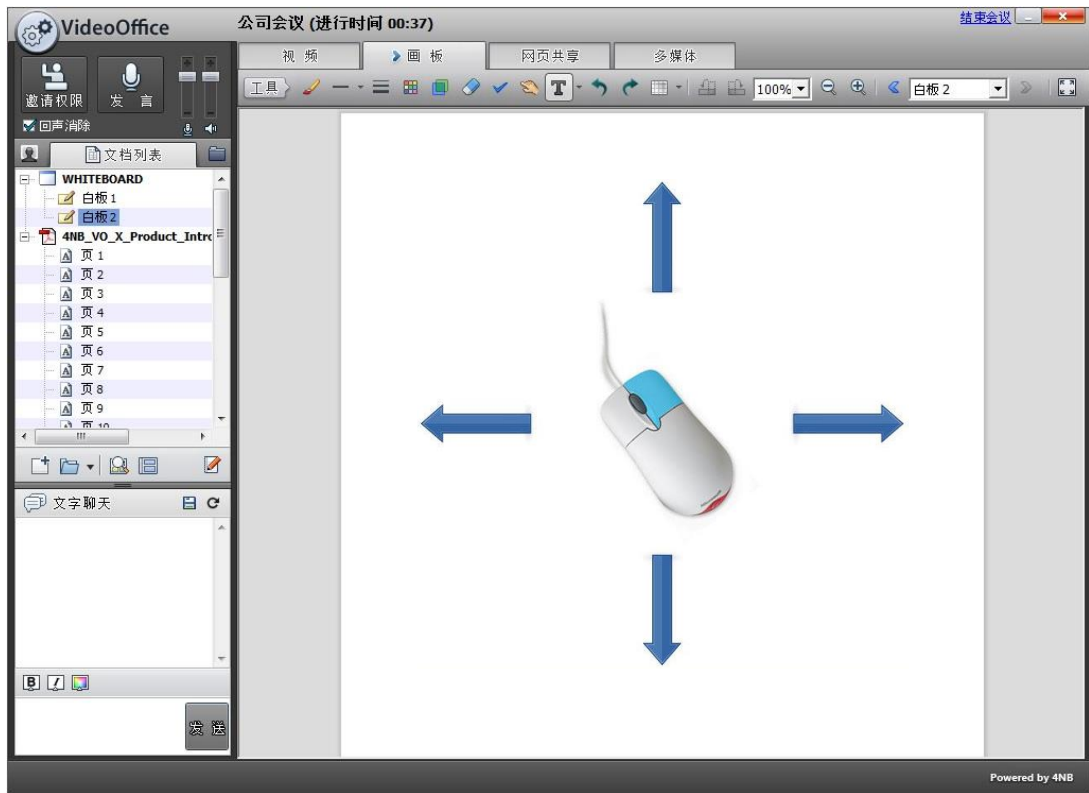 VideoOffice
公司会议 (进行时间 00:37)
结束会议
视 频
画 板
网页共享
多媒体
邀请权限
发 言
回声消除
工具
T
100%
白板 2
文档列表
WHITEBOARD
白板 1
白板 2
4NB_VO_X_Product_Intro
页 1
页 2
页 3
页 4
页 5
页 6
页 7
页 8
页 9
页 10
文字聊天
B I
发 送
Powered by 4NB